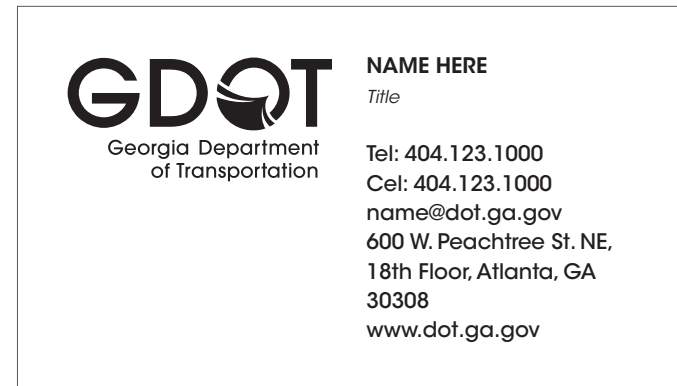 GDOT
Georgia Department
of Transportation
NAME HERE
Title
Tel: 404.123.1000
Cel: 404.123.1000
name@dot.ga.gov
600 W. Peachtree St. NE,
18th Floor, Atlanta, GA
30308
www.dot.ga.gov